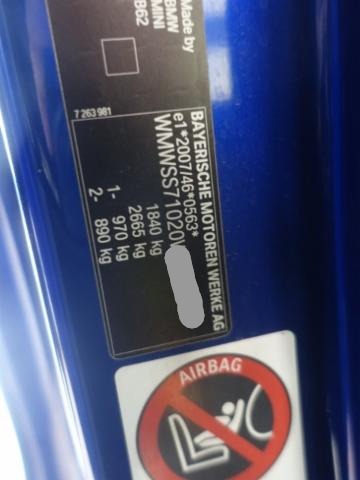 BAYERISCHE MOTOREN WERKE AG
e1*2007/46*0563*
WMWSS71020
1840 kg
2665 kg
1- 970 kg
2- 890 kg
7 263 981
Made by
BMW
MINI
AIRBAG